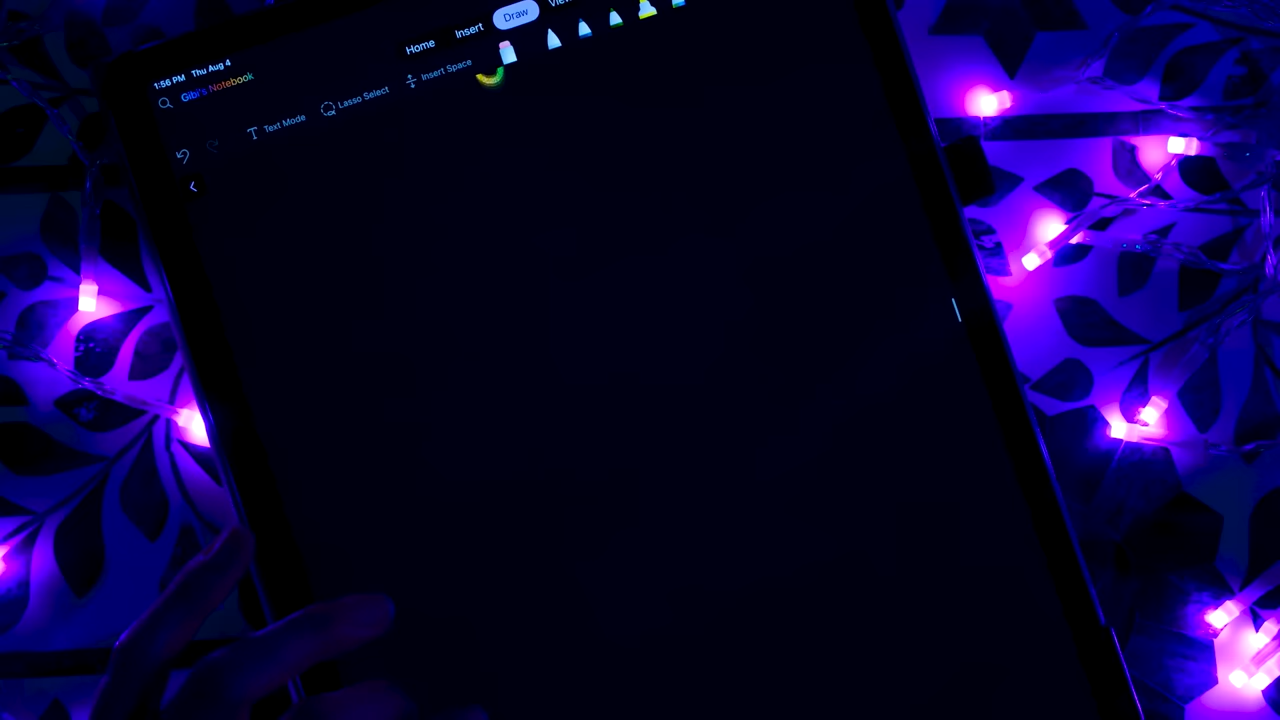 1:56 PM Thu Aug 4
Home Insert Draw
Gibi's Notebook
Text Mode Lasso Select Insert Space